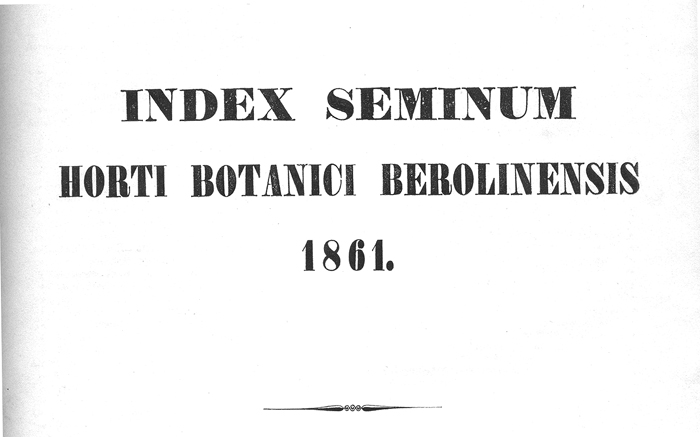 INDEX SEMINUM
HORTI BOTANICI BEROLINENSIS
1861.